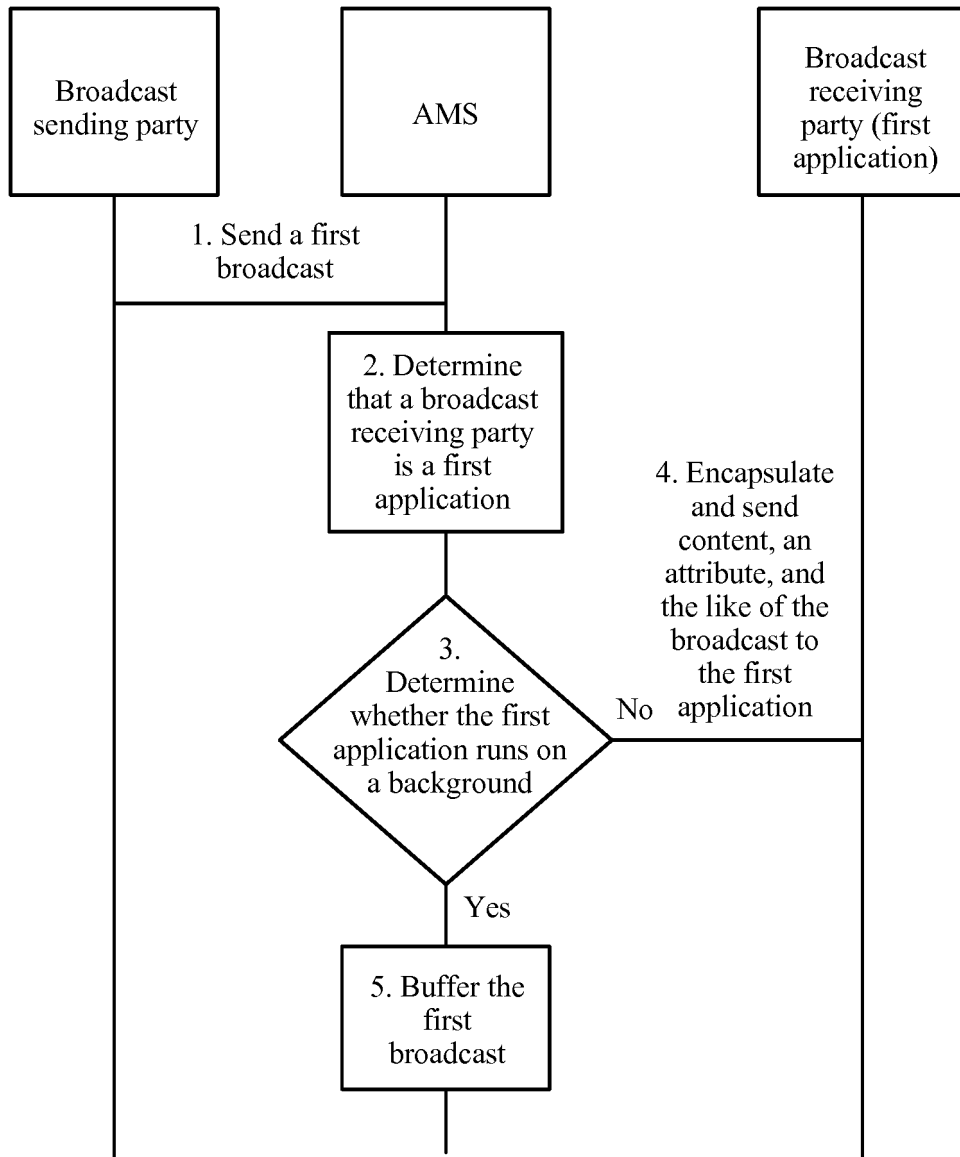 Broadcast
sending party
AMS
Broadcast
receiving
party (first
application)
1. Send a first
broadcast
2. Determine
that a broadcast
receiving party
is a first
application
3.
Determine
whether the first
application runs on
a background
No
4. Encapsulate
and send
content, an
attribute, and
the like of the
broadcast to
the first
application
Yes
5. Buffer the
first
broadcast